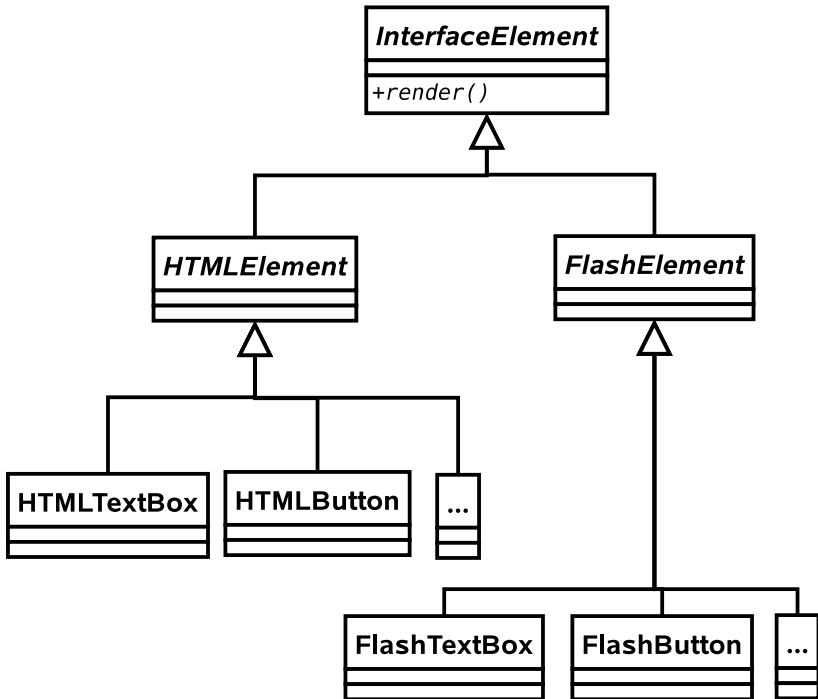 InterfaceElement
+render()
HTMLElement
FlashElement
HTMLTextBox
HTMLButton
...
FlashTextBox
FlashButton
...